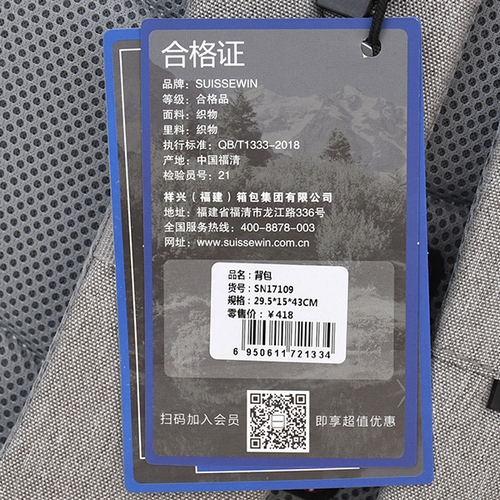 合格证
品牌：SUISSEWIN
等级：合格品
面料：织物
里料：织物
执行标准：QB/T1333-2018
产地：中国福清
检验员号：21
祥兴（福建）箱包集团有限公司
地址：福建省福清市龙江路336号
全国服务热线：400-8878-003
网址：www.suissewin.com.cn
品名：背包
货号：SN17109
规格：29.5*15*43CM
零售价：￥418
6 950611 721334
扫码加入会员 即享超值优惠